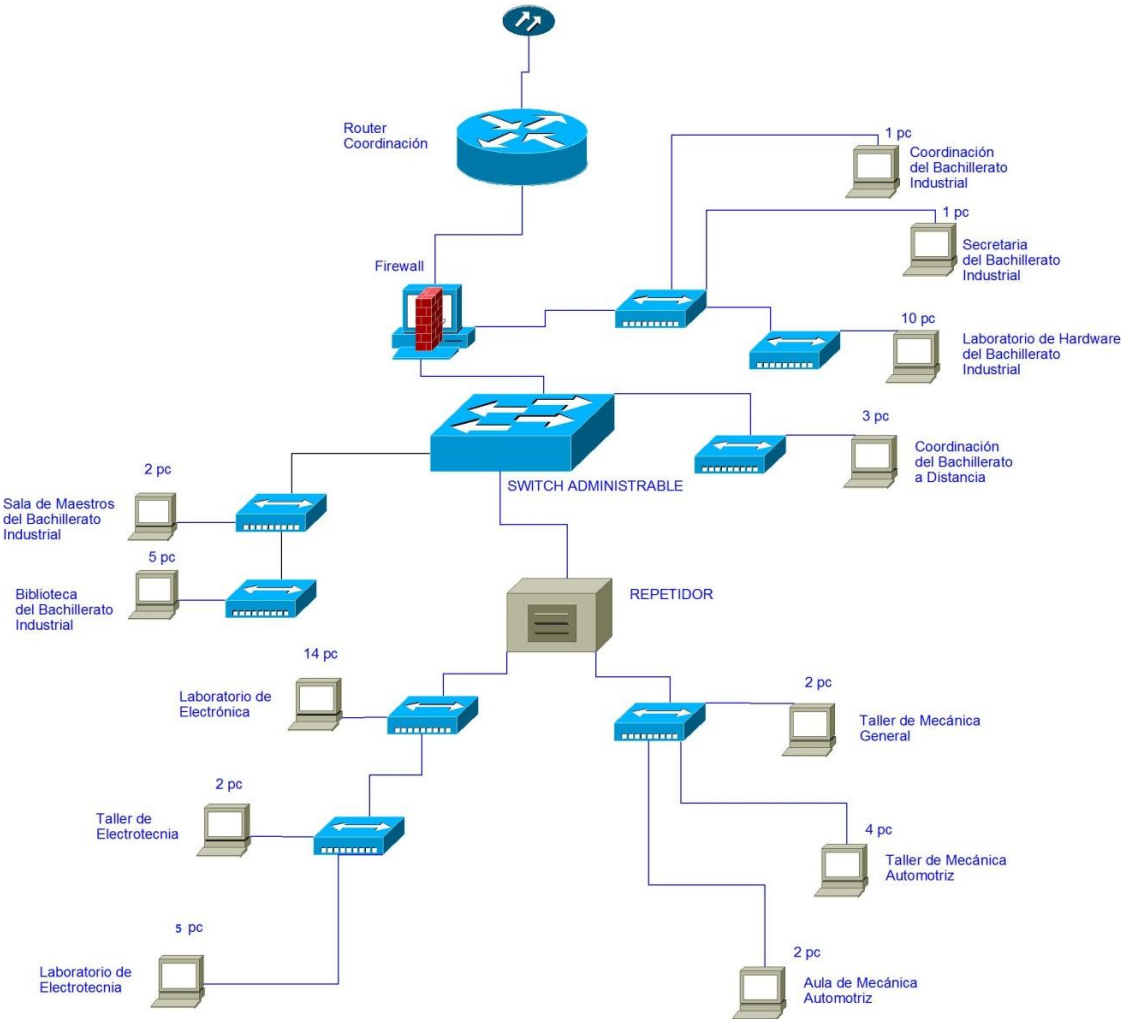 Router
Coordinación
1 pc
Coordinación
del Bachillerato
Industrial
1 pc
Secretaria
del Bachillerato
Industrial
Firewall
10 pc
Laboratorio de Hardware
del Bachillerato
Industrial
3 pc
Coordinación
del Bachillerato
a Distancia
SWITCH ADMINISTRABLE
2 pc
Sala de Maestros
del Bachillerato
Industrial
5 pc
Biblioteca
del Bachillerato
Industrial
REPETIDOR
14 pc
Laboratorio de
Electrónica
2 pc
Taller de Mecánica
General
2 pc
Taller de
Electrotecnia
4 pc
Taller de Mecánica
Automotriz
5 pc
Laboratorio de
Electrotecnia
2 pc
Aula de Mecánica
Automotriz